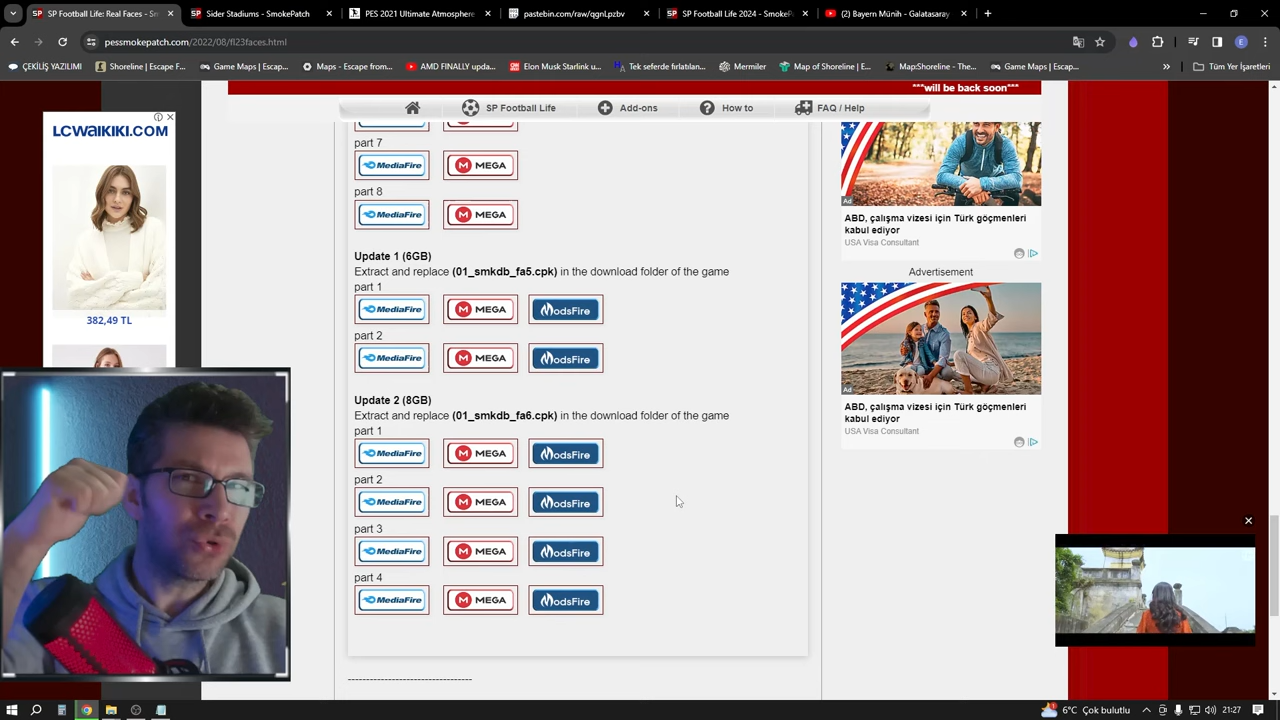 SP Football Life 2023 - Real Faces - S
Sider Stadiums - SmokePatch
PES 2021 Ultimate Atmosphere
pastebin.com/raw/qgnLpzbv
SP Football Life 2024 - SmokeP
(2) Bayern Münih - Galatasaray
pessmokepatch.com/2022/08/fl23faces.html
ÇEKİLİŞ YAZILIMI
Shoreline | Escape F...
Game Maps | Escap...
Maps - Escape from...
AMD FINALLY upda...
Elon Musk Starlink u...
Tek seferde fırlatılan...
Mermiler
Map of Shoreline | E...
MapShoreline - The...
Game Maps | Escap...
Tüm Yer İşaretleri
***will be back soon***
SP Football Life
Add-ons
How to
FAQ / Help
LCWAIKIKI.COM
382,49 TL
part 7
MediaFire MEGA
part 8
MediaFire MEGA
Update 1 (6GB)
Extract and replace (01_smkdb_fa5.cpk) in the download folder of the game
part 1
MediaFire MEGA ModsFire
part 2
MediaFire MEGA ModsFire
Update 2 (8GB)
Extract and replace (01_smkdb_fa6.cpk) in the download folder of the game
part 1
MediaFire MEGA ModsFire
part 2
MediaFire MEGA ModsFire
part 3
MediaFire MEGA ModsFire
part 4
MediaFire MEGA ModsFire
---------------------------------
Ad
ABD, çalışma vizesi için Türk göçmenleri
kabul ediyor
USA Visa Consultant
Advertisement
Ad
ABD, çalışma vizesi için Türk göçmenleri
kabul ediyor
USA Visa Consultant
6°C Çok bulutlu
21:27